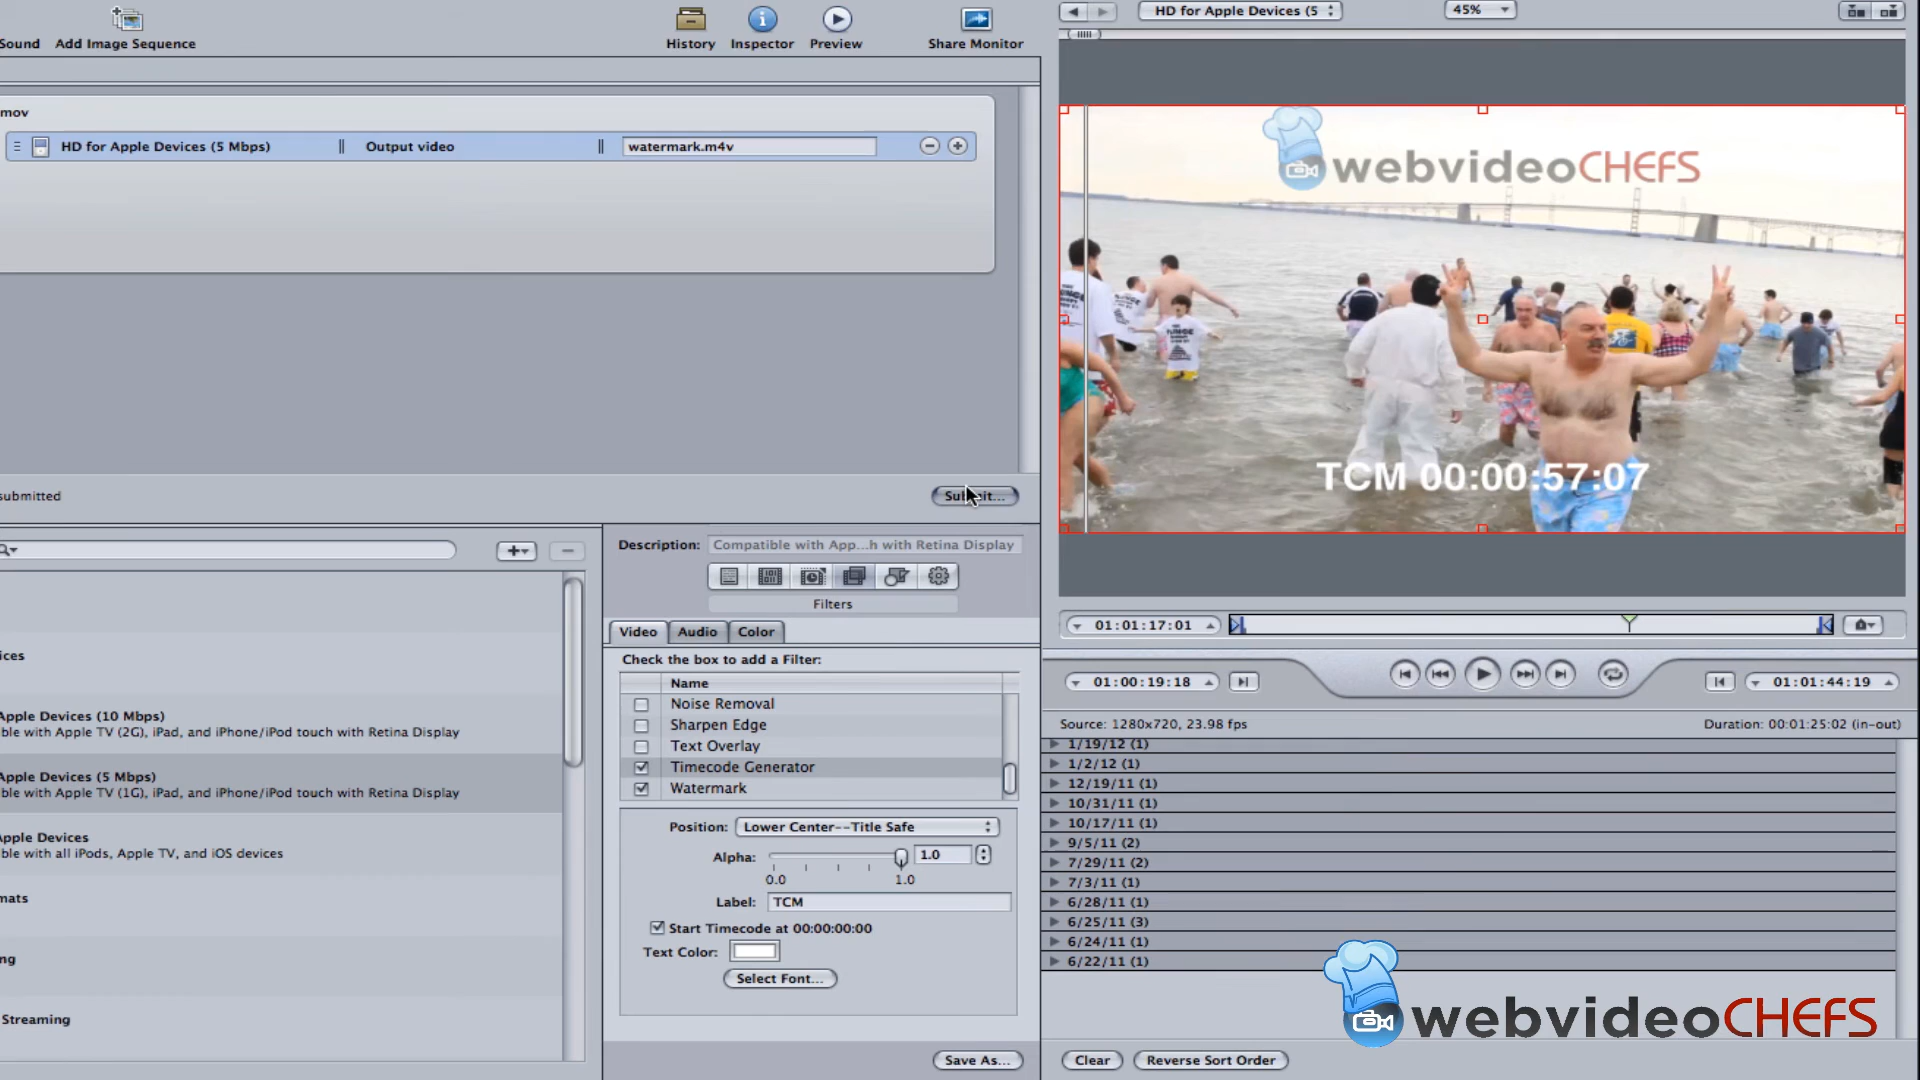 Sound
Add Image Sequence
History
Inspector
Preview
Share Monitor
mov
HD for Apple Devices (5 Mbps)
Output video
watermark.m4v
submitted
Submit...
ices
Apple Devices (10 Mbps)
ble with Apple TV (2G), iPad, and iPhone/iPod touch with Retina Display
Apple Devices (5 Mbps)
ble with Apple TV (1G), iPad, and iPhone/iPod touch with Retina Display
Apple Devices
ble with all iPods, Apple TV, and iOS devices
mats
ng
Streaming
Description: Compatible with App...h with Retina Display
Filters
Video
Audio
Color
Check the box to add a Filter:
Name
Noise Removal
Sharpen Edge
Text Overlay
Timecode Generator
Watermark
Position: Lower Center--Title Safe
Alpha: 1.0
0.0 1.0
Label: TCM
Start Timecode at 00:00:00:00
Text Color:
Select Font...
Save As...
HD for Apple Devices (5
45%
webvideoCHEFS
TCM 00:00:57:07
01:01:17:01
01:00:19:18
01:01:44:19
Source: 1280x720, 23.98 fps
Duration: 00:01:25:02 (in-out)
1/19/12 (1)
1/2/12 (1)
12/19/11 (1)
10/31/11 (1)
10/17/11 (1)
9/5/11 (2)
7/29/11 (2)
7/3/11 (1)
6/28/11 (1)
6/25/11 (3)
6/24/11 (1)
6/22/11 (1)
webvideoCHEFS
Clear
Reverse Sort Order